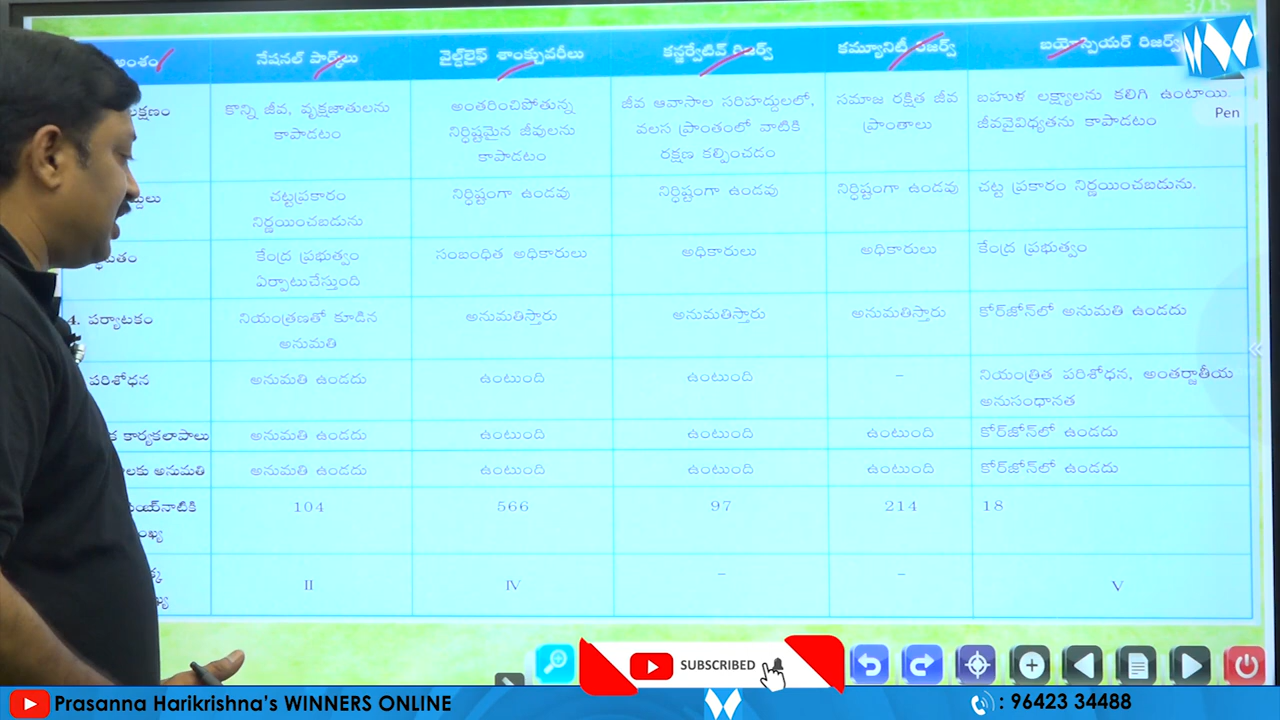 3/15
అంశం నేషనల్ పార్క్‌లు వైల్డ్‌లైఫ్ శాంక్చువరీలు కన్జర్వేటివ్ రిజర్వ్ కమ్యూనిటీ రిజర్వ్ బయోస్పియర్ రిజర్వ్
Pen
కొన్ని జీవ, వృక్షజాతులను
కాపాడటం
అంతరించిపోతున్న
నిర్ధిష్టమైన జీవులను
కాపాడటం
జీవ ఆవాసాల సరిహద్దులలో,
వలస ప్రాంతంలో వాటికి
రక్షణ కల్పించడం
సమాజ రక్షిత జీవ
ప్రాంతాలు
బహుళ లక్ష్యాలను కలిగి ఉంటాయి.
జీవవైవిధ్యతను కాపాడటం
చట్టప్రకారం
నిర్ణయించబడును
నిర్ధిష్టంగా ఉండవు
నిర్ధిష్టంగా ఉండవు
నిర్ధిష్టంగా ఉండవు
చట్ట ప్రకారం నిర్ణయించబడును.
కేంద్ర ప్రభుత్వం
ఏర్పాటుచేస్తుంది
సంబంధిత అధికారులు
అధికారులు
అధికారులు
కేంద్ర ప్రభుత్వం
4. పర్యాటకం
నియంత్రణతో కూడిన
అనుమతి
అనుమతిస్తారు
అనుమతిస్తారు
అనుమతిస్తారు
కోర్‌జోన్‌లో అనుమతి ఉండదు
పరిశోధన
అనుమతి ఉండదు
ఉంటుంది
ఉంటుంది
–
నియంత్రిత పరిశోధన, అంతర్జాతీయ
అనుసంధానత
కార్యకలాపాలు
అనుమతి ఉండదు
ఉంటుంది
ఉంటుంది
ఉంటుంది
కోర్‌జోన్‌లో ఉండదు
అనుమతి
అనుమతి ఉండదు
ఉంటుంది
ఉంటుంది
ఉంటుంది
కోర్‌జోన్‌లో ఉండదు
104 566 97 214 18
II IV – – V
SUBSCRIBED
Prasanna Harikrishna's WINNERS ONLINE
: 96423 34488